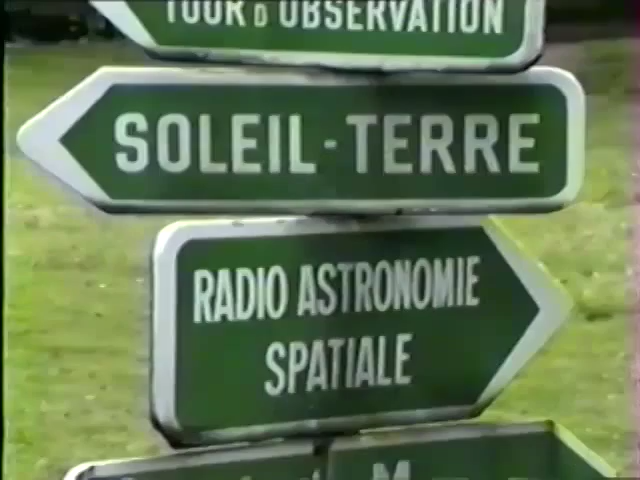 TOUR D OBSERVATION
SOLEIL - TERRE
RADIO ASTRONOMIE
SPATIALE